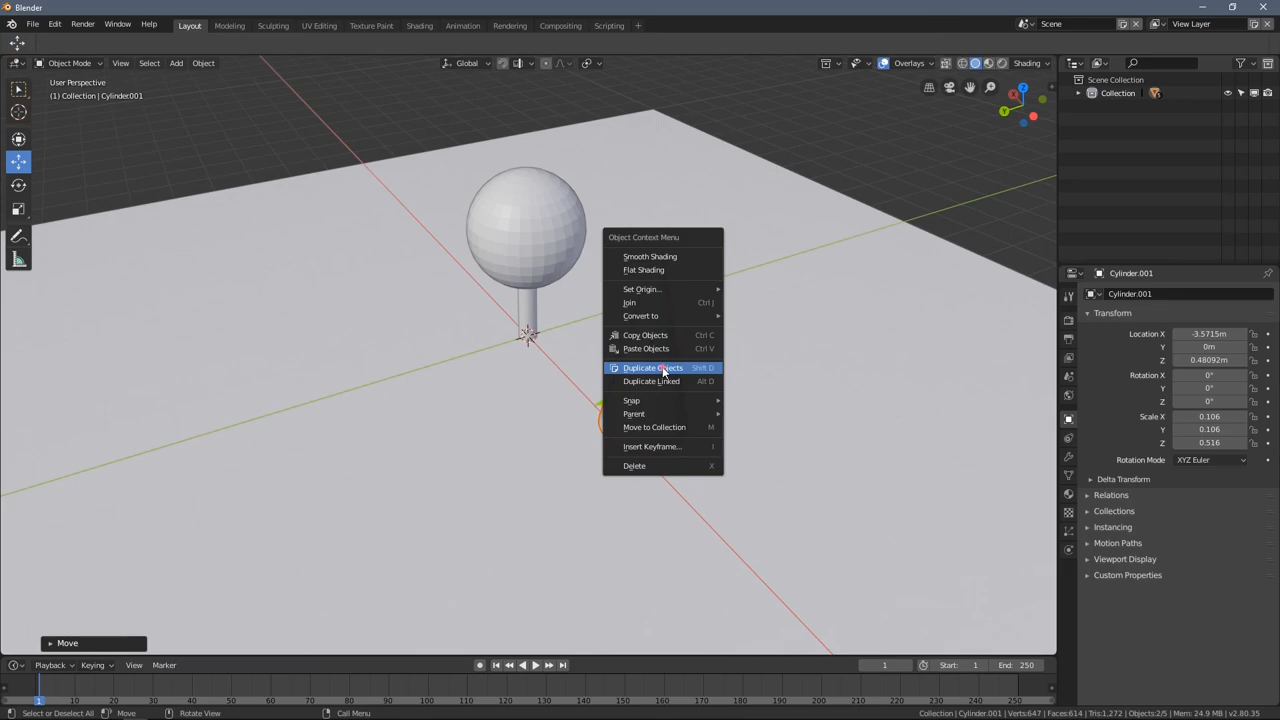 Blender
File Edit Render Window Help
Layout Modeling Sculpting UV Editing Texture Paint Shading Animation Rendering Compositing Scripting +
Scene
View Layer
Object Mode View Select Add Object
Global
Overlays
Shading
User Perspective
(1) Collection | Cylinder.001
Z
X
Y
Scene Collection
Collection
5
Object Context Menu
Smooth Shading
Flat Shading
Set Origin...
Join Ctrl J
Convert to
Copy Objects Ctrl C
Paste Objects Ctrl V
Duplicate Objects Shift D
Duplicate Linked Alt D
Snap
Parent
Move to Collection M
Insert Keyframe... I
Delete X
Cylinder.001
Cylinder.001
Transform
Location X -3.5715m
Y 0m
Z 0.48092m
Rotation X 0°
Y 0°
Z 0°
Scale X 0.106
Y 0.106
Z 0.516
Rotation Mode XYZ Euler
Delta Transform
Relations
Collections
Instancing
Motion Paths
Viewport Display
Custom Properties
Move
Playback Keying View Marker
1
Start: 1
End: 250
1 10 20 30 40 50 60 70 80 90 100 110 120 130 140 150 160 170 180 190 200 210 220 230 240 250
Select or Deselect All Move Rotate View Call Menu
Collection | Cylinder.001 | Verts:647 | Faces:614 | Tris:1,272 | Objects:2/5 | Mem: 24.9 MB | v2.80.35